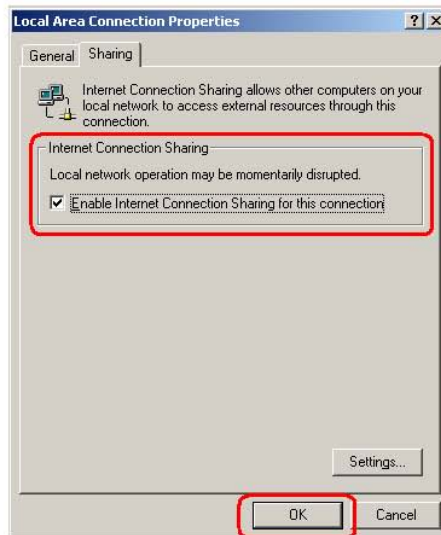 Local Area Connection Properties
General Sharing
Internet Connection Sharing allows other computers on your
local network to access external resources through this
connection.
Internet Connection Sharing
Local network operation may be momentarily disrupted.
Enable Internet Connection Sharing for this connection
Settings...
OK Cancel